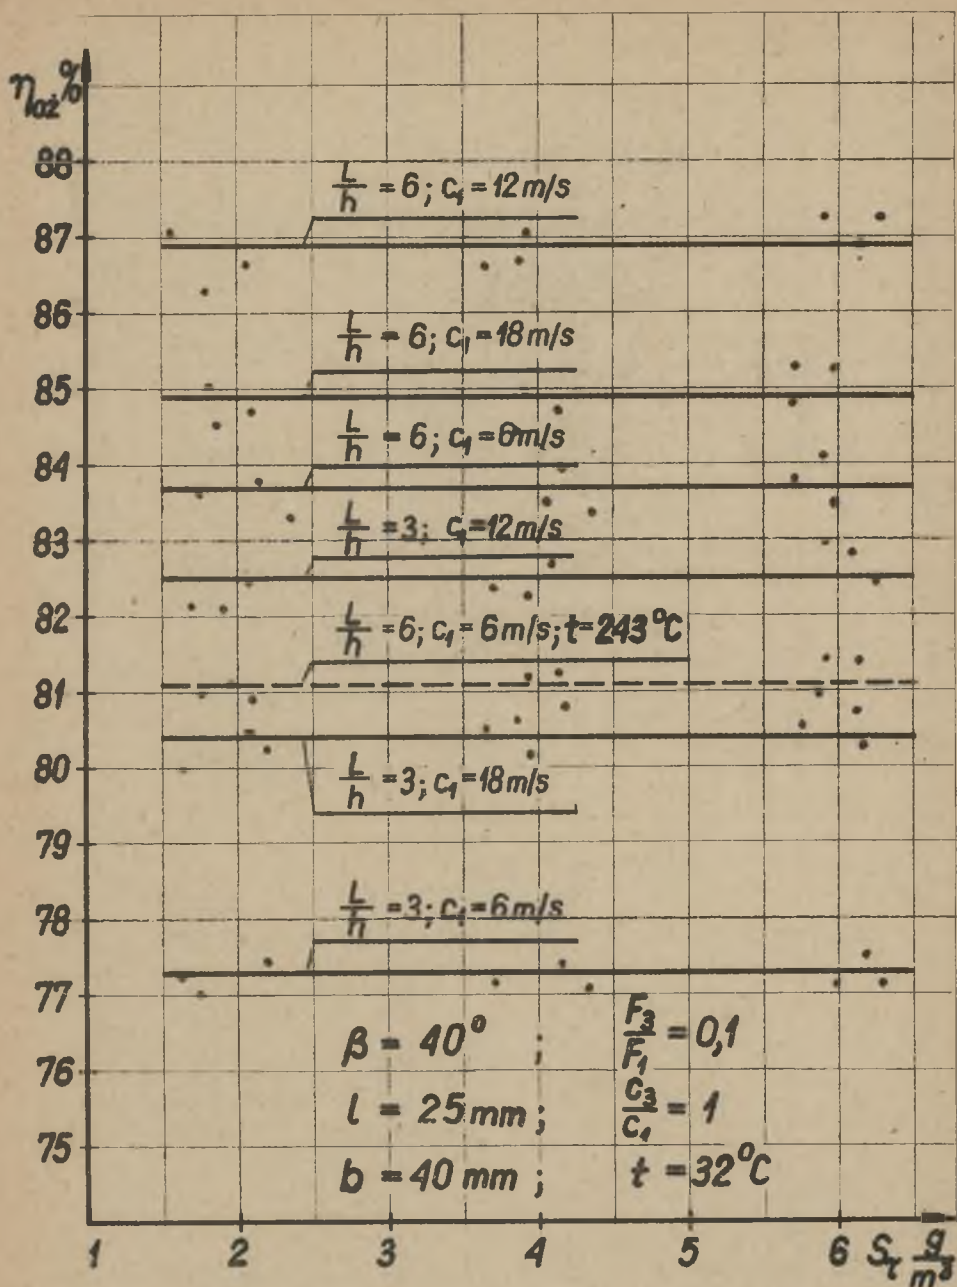 η_oż %
88
L/h = 6; C₁ = 12 m/s
87
86
L/h = 6; C₁ = 18 m/s
85
L/h = 6; C₁ = 6 m/s
84
83
L/h = 3; C₁ = 12 m/s
82
L/h = 6; C₁ = 6 m/s; t = 243 °C
81
80
L/h = 3; C₁ = 18 m/s
79
78
L/h = 3; C₁ = 6 m/s
77
β = 40° ; F₃/F₁ = 0,1
76
l = 25 mm ; C₃/C₁ = 1
75
b = 40 mm ; t = 32 °C
1 2 3 4 5 6 S_r g/m³